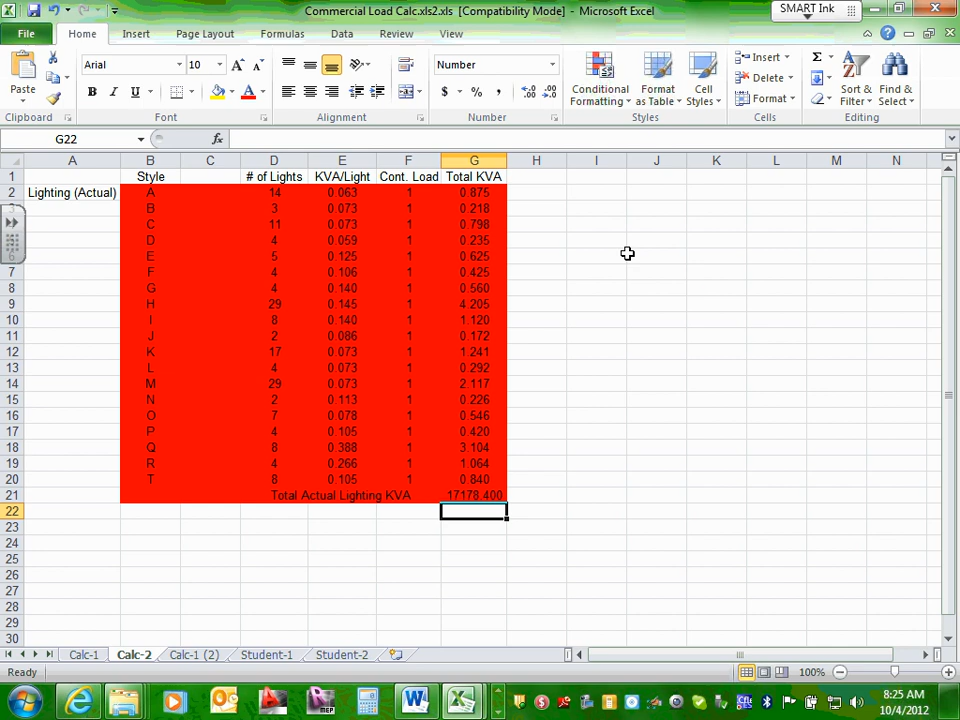 Commercial Load Calc.xls2.xls [Compatibility Mode] - Microsoft Excel
SMART Ink
File Home Insert Page Layout Formulas Data Review View
Paste
Clipboard
Arial 10
B I U
Font
Alignment
Number
$ % , .0 .00 .00 .0
Number
Conditional Formatting
Format as Table
Cell Styles
Styles
Insert
Delete
Format
Cells
Σ
Sort & Filter
Find & Select
Editing
G22 fx
A B C D E F G H I J K L M N
1 Style # of Lights KVA/Light Cont. Load Total KVA
2 Lighting (Actual) A 14 0.063 1 0.875
3 B 3 0.073 1 0.218
C 11 0.073 1 0.798
D 4 0.059 1 0.235
6 E 5 0.125 1 0.625
7 F 4 0.106 1 0.425
8 G 4 0.140 1 0.560
9 H 29 0.145 1 4.205
10 I 8 0.140 1 1.120
11 J 2 0.086 1 0.172
12 K 17 0.073 1 1.241
13 L 4 0.073 1 0.292
14 M 29 0.073 1 2.117
15 N 2 0.113 1 0.226
16 O 7 0.078 1 0.546
17 P 4 0.105 1 0.420
18 Q 8 0.388 1 3.104
19 R 4 0.266 1 1.064
20 T 8 0.105 1 0.840
21 Total Actual Lighting KVA 17178.400
22
23
24
25
26
27
28
29
30
Calc-1 Calc-2 Calc-1 (2) Student-1 Student-2
Ready 100%
8:25 AM
10/4/2012